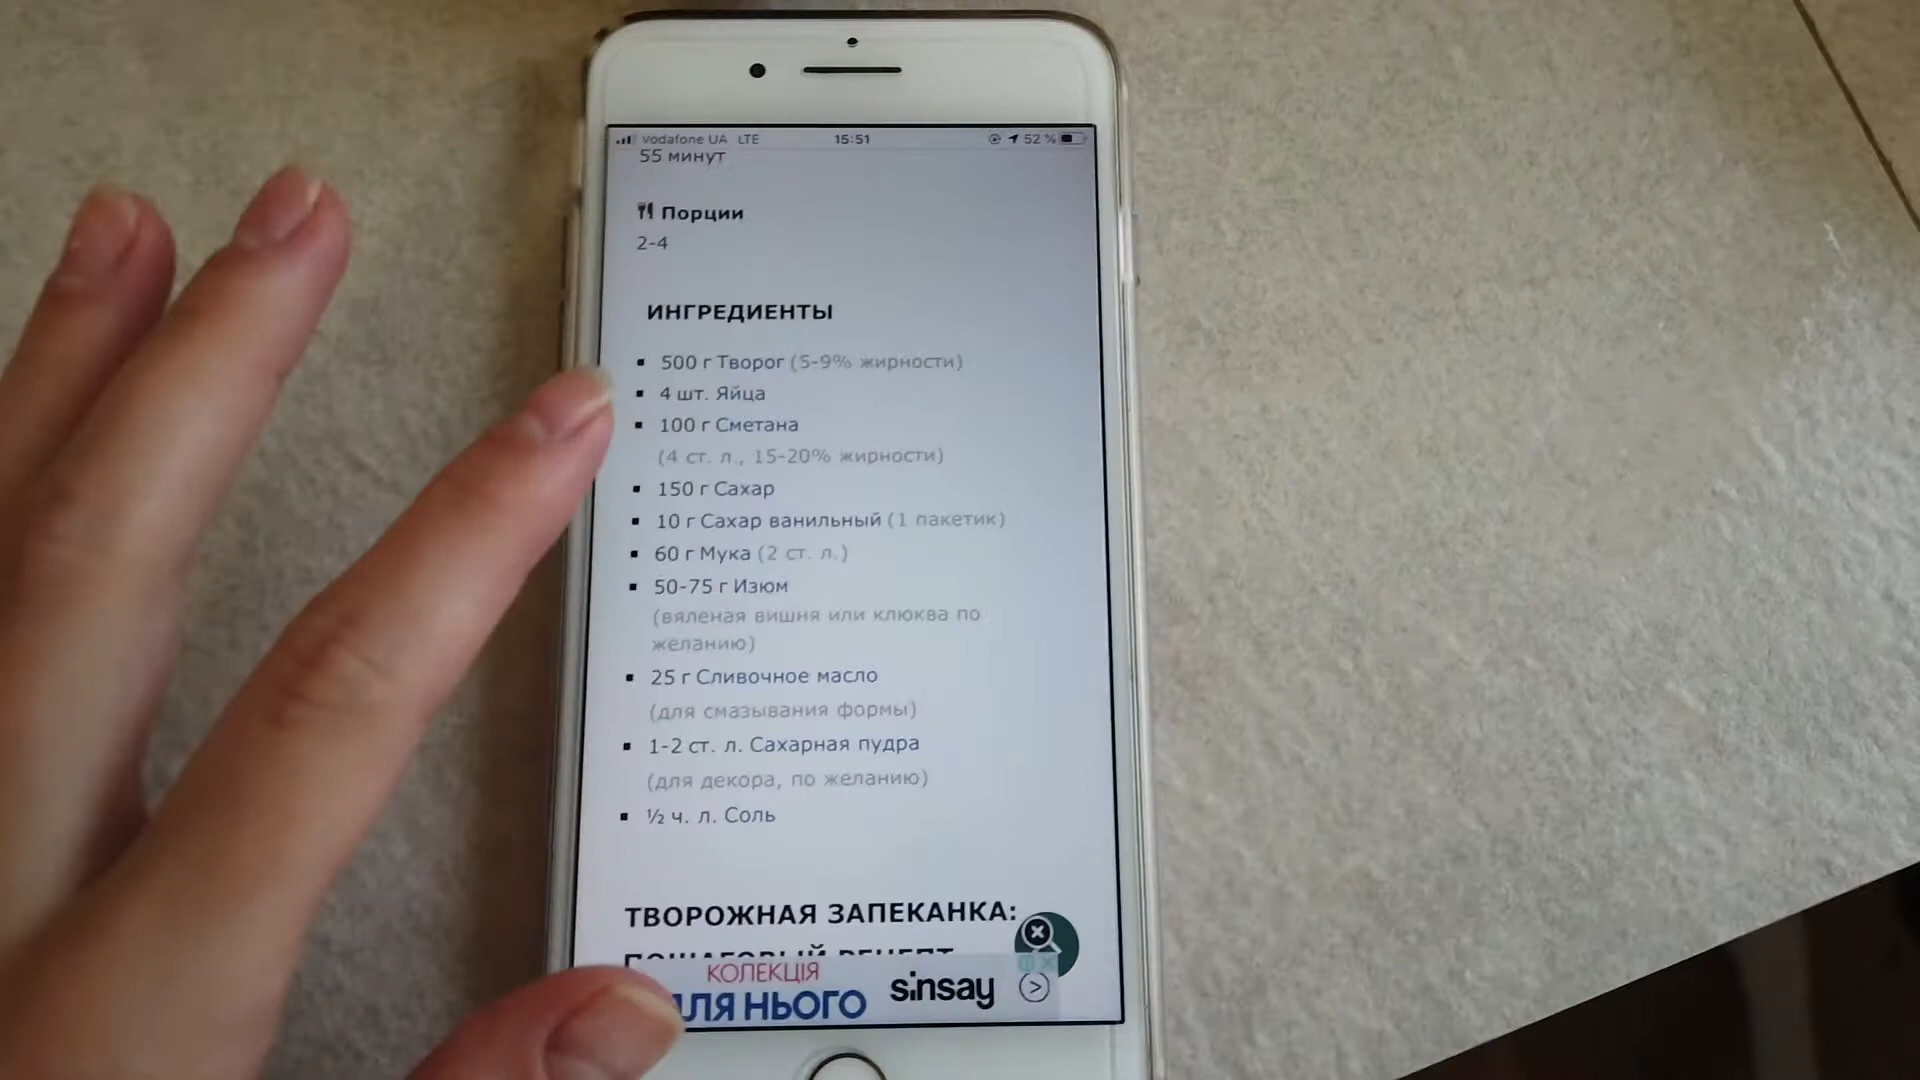 vodafone UA LTE 15:51 52 %
55 минут
Порции
2-4
ИНГРЕДИЕНТЫ
500 г Творог (5-9% жирности)
4 шт. Яйца
100 г Сметана
(4 ст. л., 15-20% жирности)
150 г Сахар
10 г Сахар ванильный (1 пакетик)
60 г Мука (2 ст. л.)
50-75 г Изюм
(вяленая вишня или клюква по
желанию)
25 г Сливочное масло
(для смазывания формы)
1-2 ст. л. Сахарная пудра
(для декора, по желанию)
½ ч. л. Соль
ТВОРОЖНАЯ ЗАПЕКАНКА:
ПОШАГОВЫЙ РЕЦЕПТ
КОЛЕКЦІЯ
ДЛЯ НЬОГО
sinsay